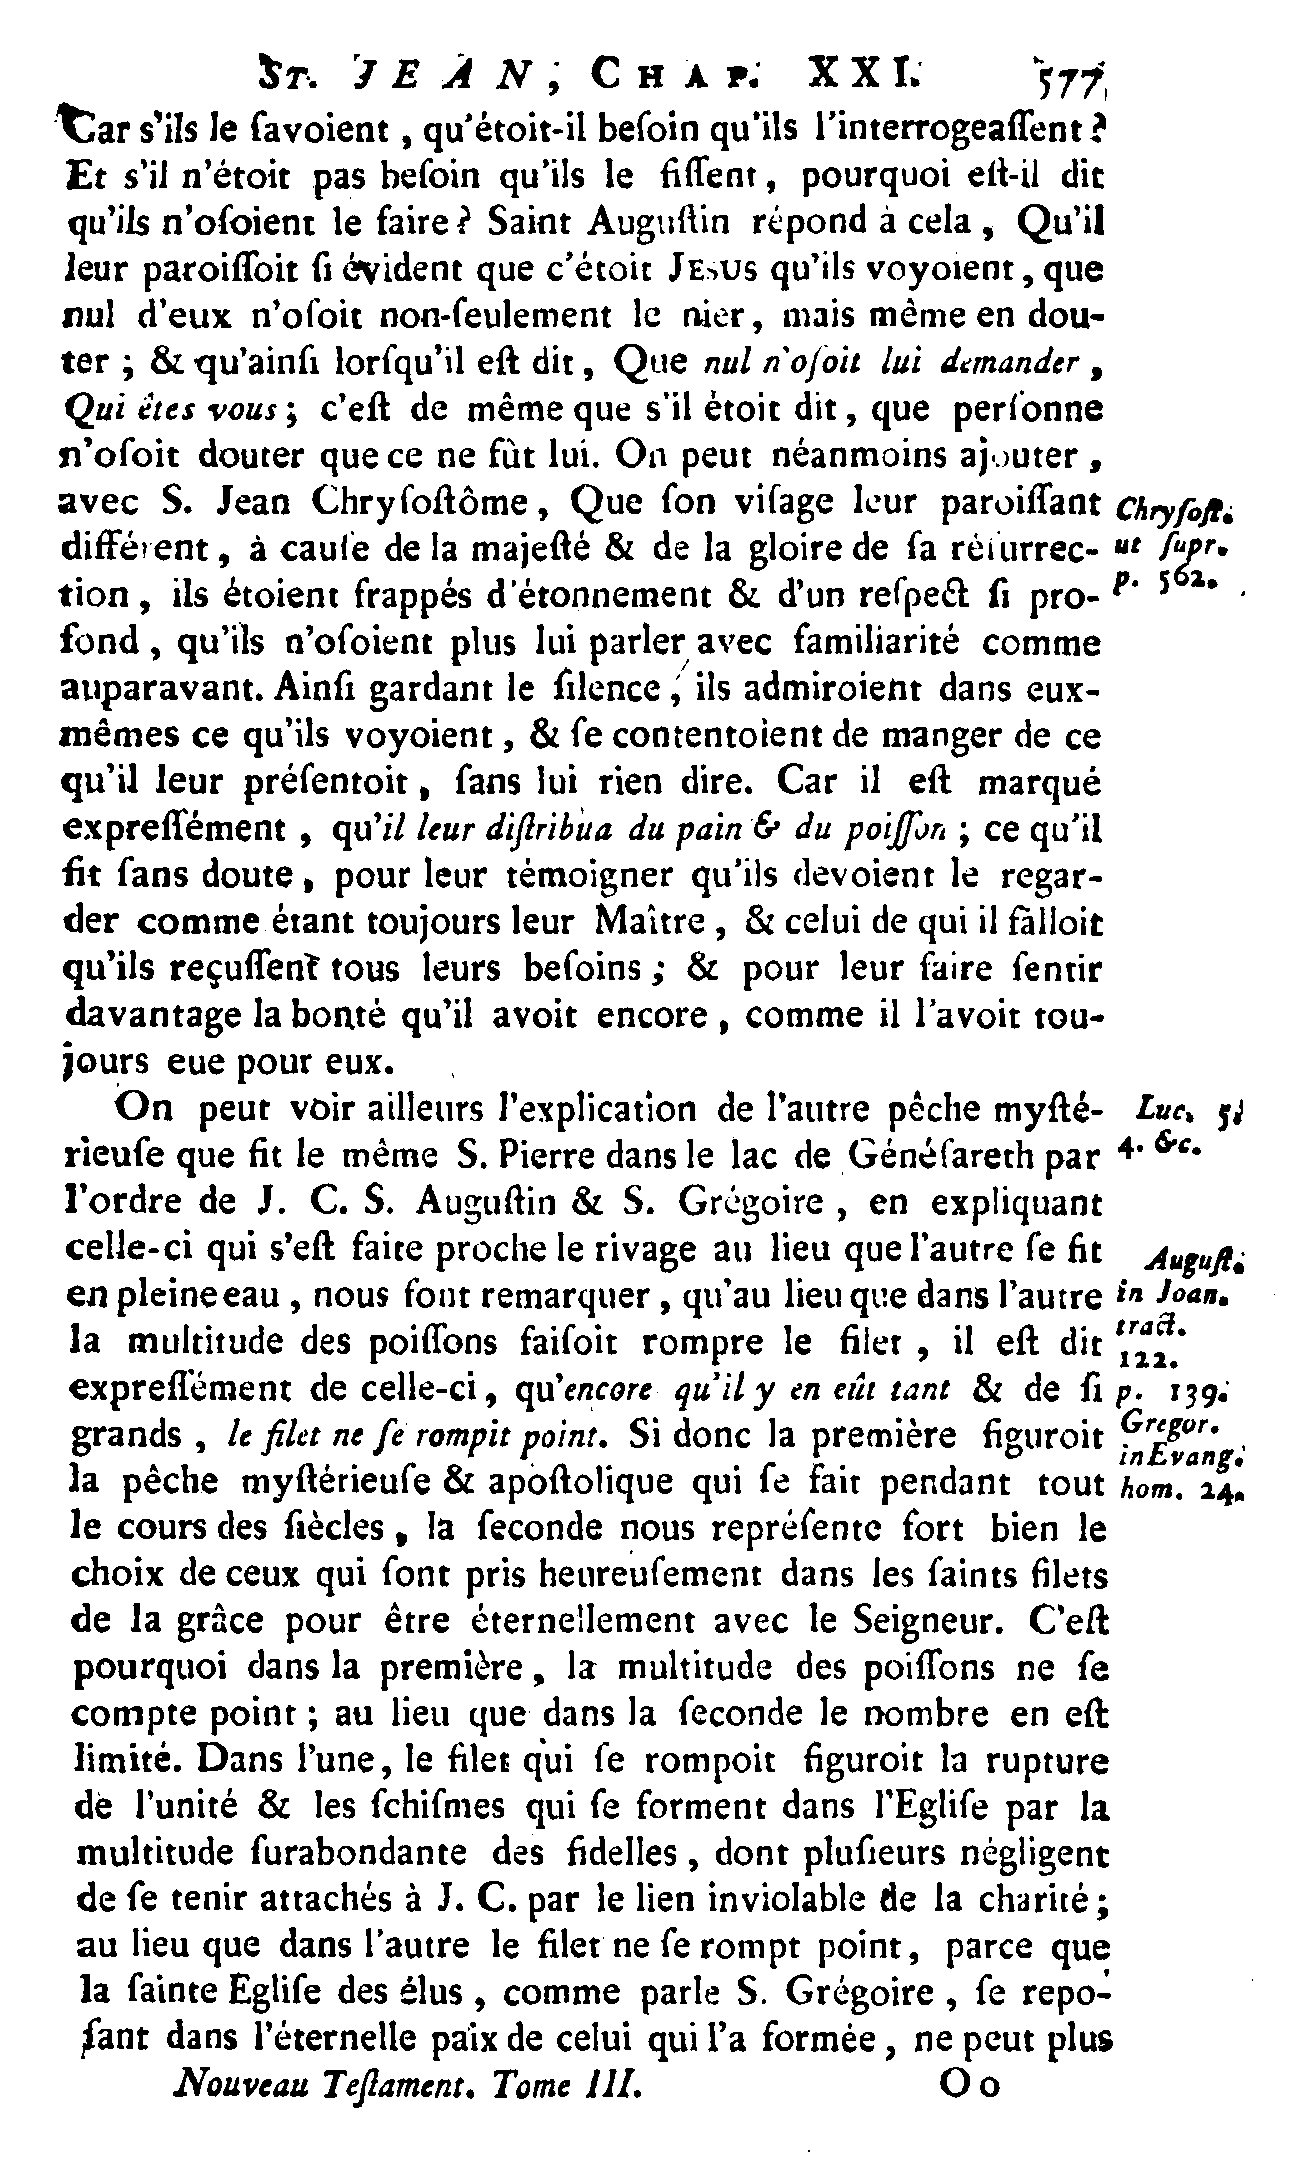 ST. JEAN, CHAP. XXI. 577
Car s'ils le ſavoient, qu'étoit-il beſoin qu'ils l'interrogeaſſent?
Et s'il n'étoit pas beſoin qu'ils le fiſſent, pourquoi eſt-il dit
qu'ils n'oſoient le faire? Saint Auguſtin répond à cela, Qu'il
leur paroiſſoit ſi évident que c'étoit JESUS qu'ils voyoient, que
nul d'eux n'oſoit non-ſeulement le nier, mais même en dou-
ter; & qu'ainſi lorſqu'il eſt dit, Que nul n'oſoit lui demander,
Qui êtes vous; c'eſt de même que s'il étoit dit, que perſonne
n'oſoit douter que ce ne fût lui. On peut néanmoins ajouter,
avec S. Jean Chryſoſtôme, Que ſon viſage leur paroiſſant
différent, à cauſe de la majeſté & de la gloire de ſa réſurrec-
tion, ils étoient frappés d'étonnement & d'un reſpect ſi pro-
fond, qu'ils n'oſoient plus lui parler avec familiarité comme
auparavant. Ainſi gardant le ſilence, ils admiroient dans eux-
mêmes ce qu'ils voyoient, & ſe contentoient de manger de ce
qu'il leur préſentoit, ſans lui rien dire. Car il eſt marqué
expreſſément, qu'il leur diſtribua du pain & du poiſſon; ce qu'il
fit ſans doute, pour leur témoigner qu'ils devoient le regar-
der comme étant toujours leur Maître, & celui de qui il falloit
qu'ils reçuſſent tous leurs beſoins; & pour leur faire ſentir
davantage la bonté qu'il avoit encore, comme il l'avoit tou-
jours eue pour eux.
Chryſoſt.
ut ſupr.
p. 562.
On peut voir ailleurs l'explication de l'autre pêche myſté-
rieuſe que fit le même S. Pierre dans le lac de Généſareth par
l'ordre de J. C. S. Auguſtin & S. Grégoire, en expliquant
celle-ci qui s'eſt faite proche le rivage au lieu que l'autre ſe fit
en pleine eau, nous font remarquer, qu'au lieu que dans l'autre
la multitude des poiſſons faiſoit rompre le filet, il eſt dit
expreſſément de celle-ci, qu'encore qu'il y en eût tant & de ſi
grands, le filet ne ſe rompit point. Si donc la première figuroit
la pêche myſtérieuſe & apoſtolique qui ſe fait pendant tout
le cours des ſiècles, la ſeconde nous repréſente fort bien le
choix de ceux qui ſont pris heureuſement dans les ſaints filets
de la grâce pour être éternellement avec le Seigneur. C'eſt
pourquoi dans la première, la multitude des poiſſons ne ſe
compte point; au lieu que dans la ſeconde le nombre en eſt
limité. Dans l'une, le filet qui ſe rompoit figuroit la rupture
de l'unité & les ſchiſmes qui ſe forment dans l'Egliſe par la
multitude ſurabondante des fidelles, dont pluſieurs négligent
de ſe tenir attachés à J. C. par le lien inviolable de la charité;
au lieu que dans l'autre le filet ne ſe rompt point, parce que
la ſainte Egliſe des élus, comme parle S. Grégoire, ſe repo-
ſant dans l'éternelle paix de celui qui l'a formée, ne peut plus
Luc. 5.
4. &c.
Auguſt.
in Joan.
tract.
122.
p. 139.
Gregor.
in Evang.
hom. 24.
Nouveau Teſtament. Tome III. Oo